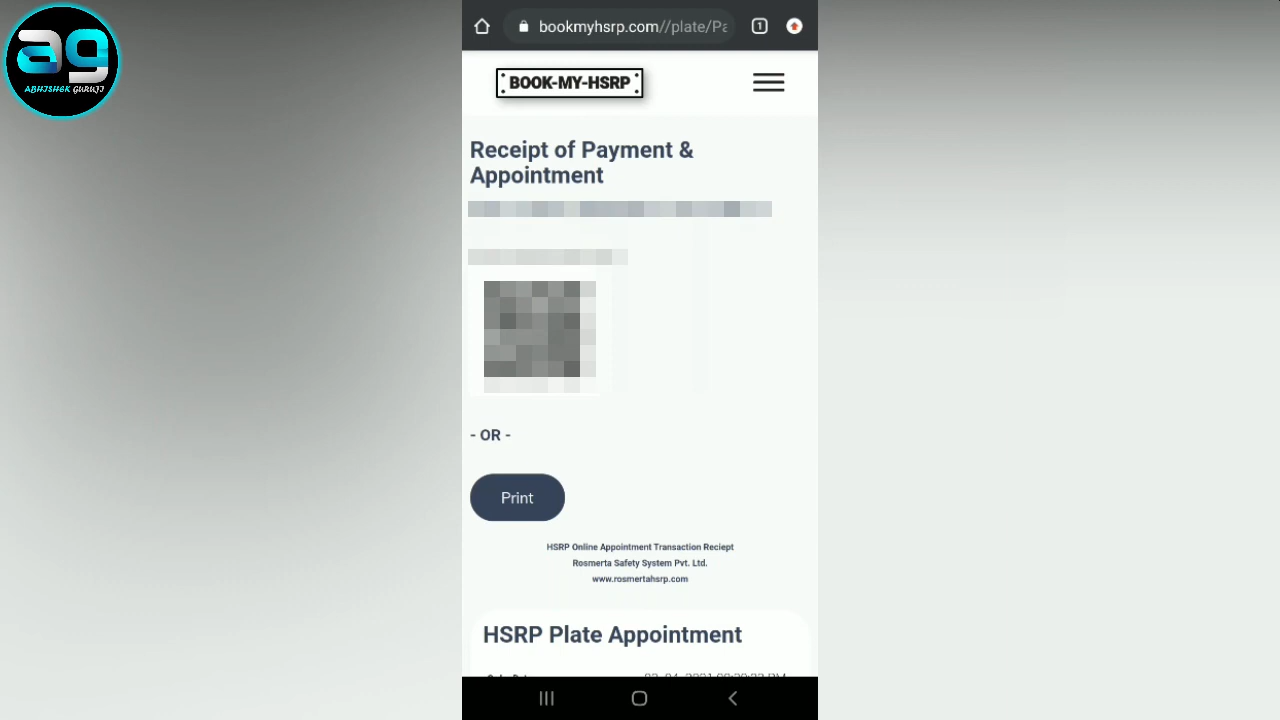 ag
ABHISHEK GURUJI
bookmyhsrp.com//plate/Pa
1
BOOK-MY-HSRP
Receipt of Payment &
Appointment
- OR -
Print
HSRP Online Appointment Transaction Reciept
Rosmerta Safety System Pvt. Ltd.
www.rosmertahsrp.com
HSRP Plate Appointment